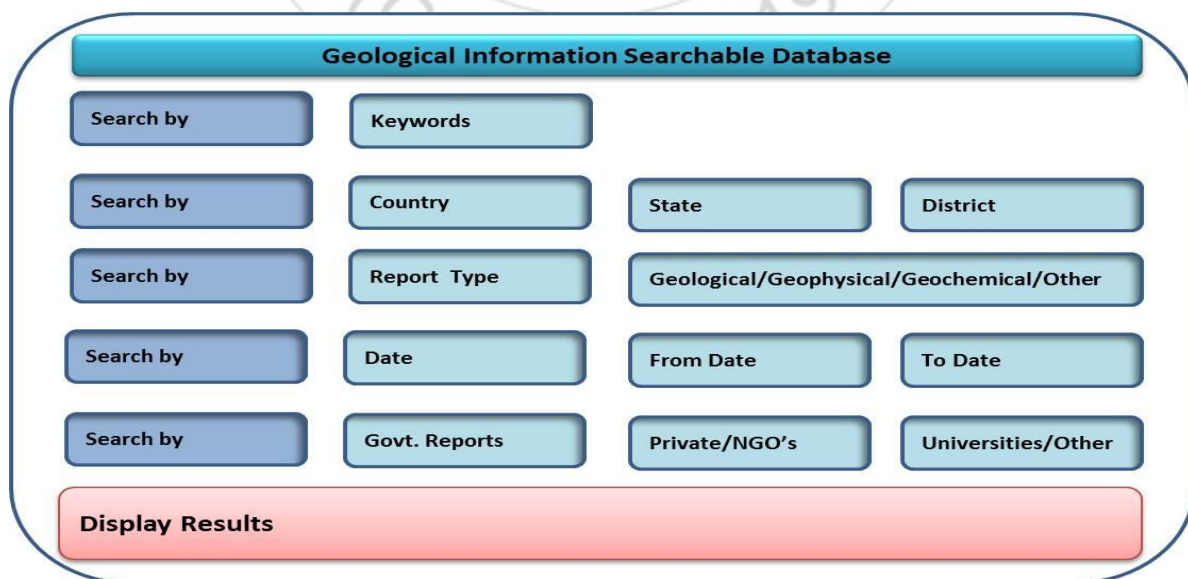 Geological Information Searchable Database
Search by Keywords
Search by Country State District
Search by Report Type Geological/Geophysical/Geochemical/Other
Search by Date From Date To Date
Search by Govt. Reports Private/NGO's Universities/Other
Display Results